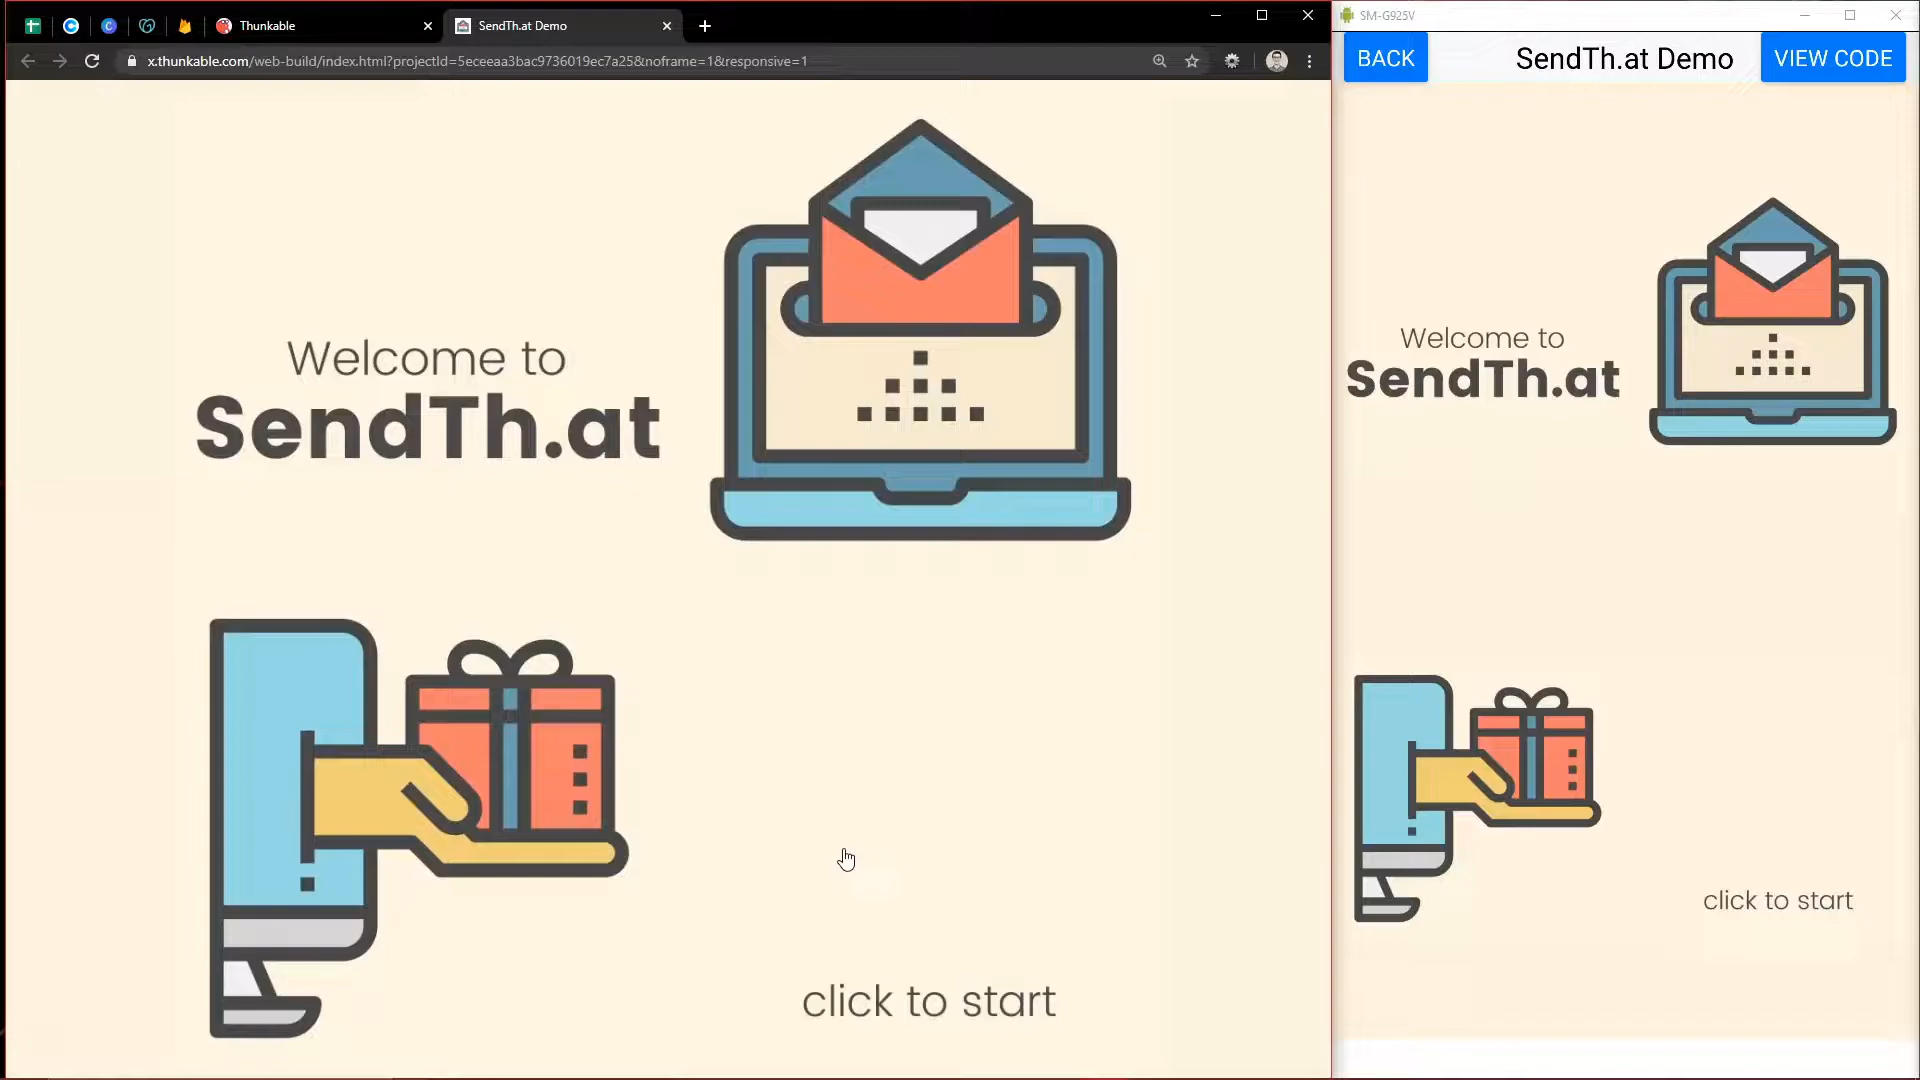 Thunkable
SendTh.at Demo
x.thunkable.com/web-build/index.html?projectId=5eceeaa3bac9736019ec7a25&noframe=1&responsive=1
Welcome to
SendTh.at
click to start
SM-G925V
BACK
SendTh.at Demo
VIEW CODE
Welcome to
SendTh.at
click to start